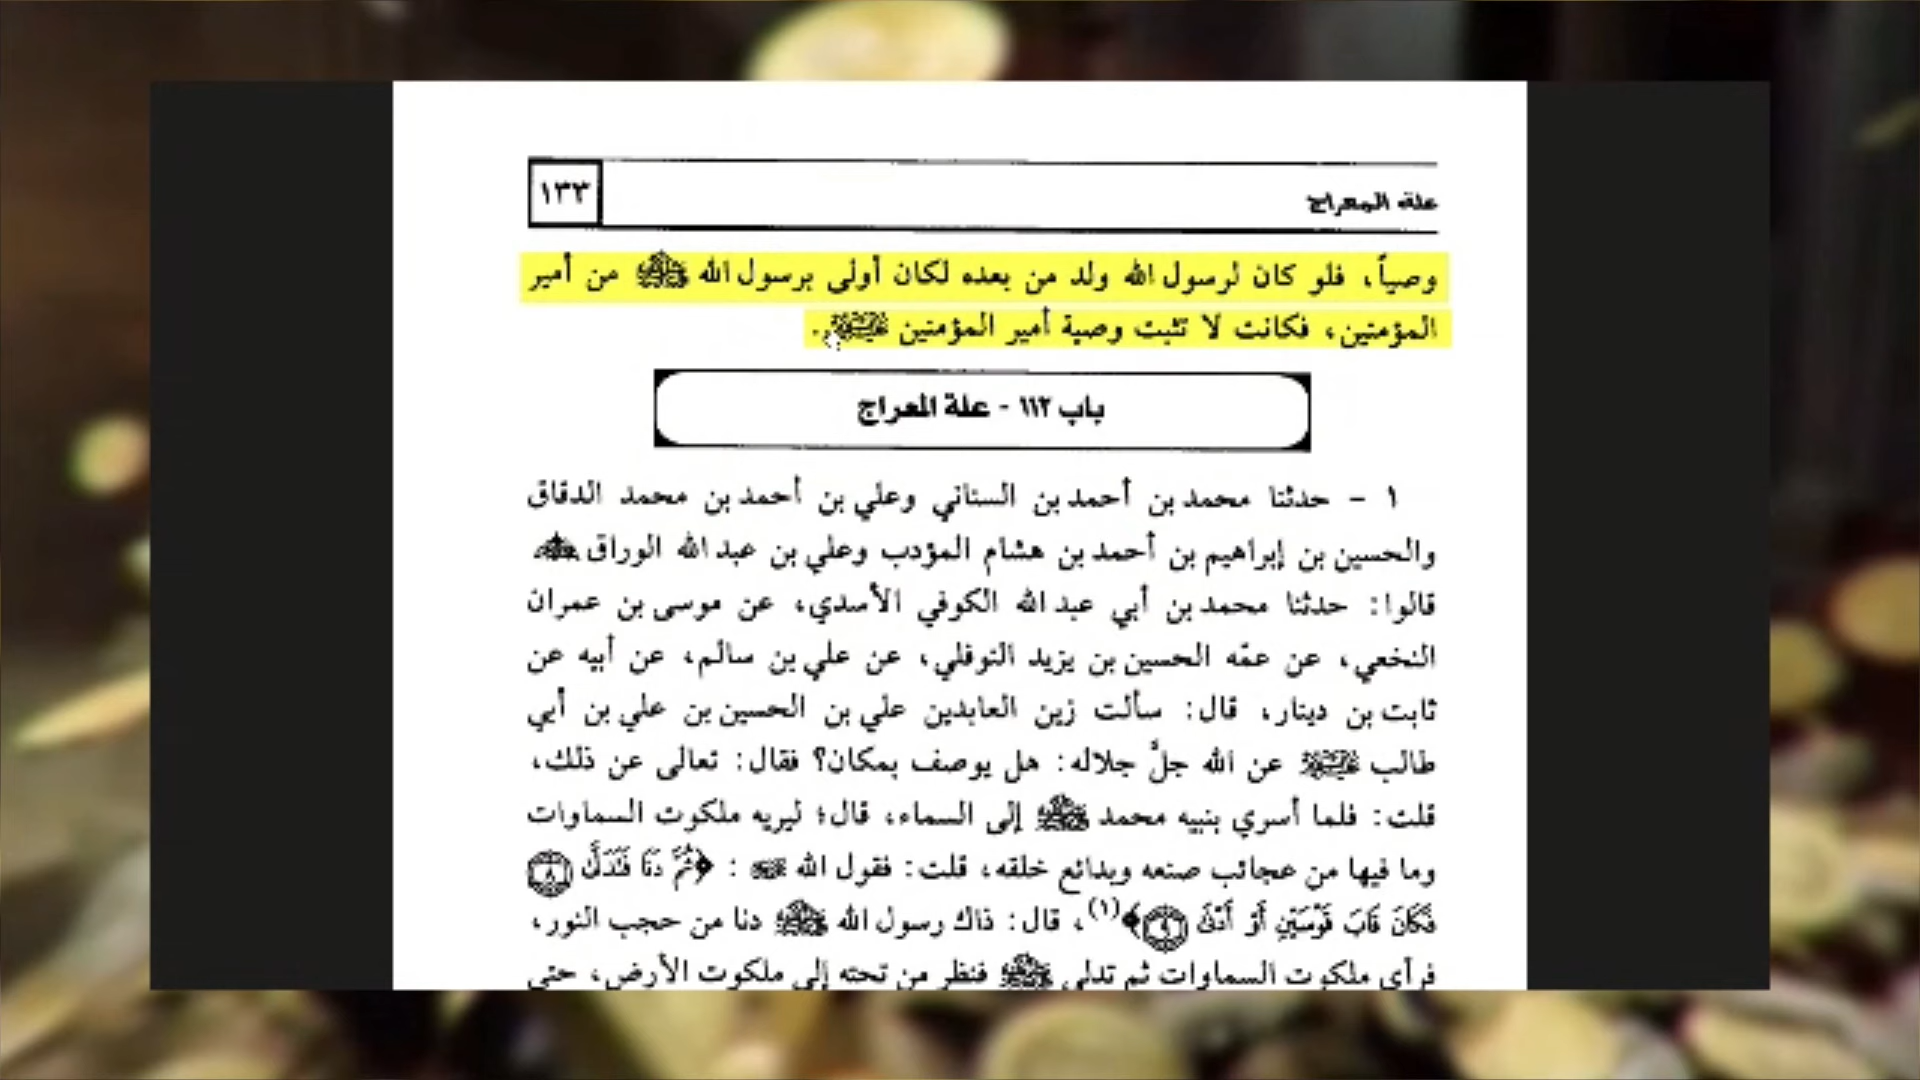 علة المعراج
١٣٣
وصياً، فلو كان لرسول الله ولد من بعده لكان أولى برسول الله ﷺ من أمير
المؤمنين، فكانت لا تثبت وصية أمير المؤمنين
باب ١١٢ - علة المعراج
١ - حدثنا محمد بن أحمد بن السناني وعلي بن أحمد بن محمد الدقاق
والحسين بن إبراهيم بن أحمد بن هشام المؤدب وعلي بن عبد الله الوراق
قالوا: حدثنا محمد بن أبي عبد الله الكوفي الأسدي، عن موسى بن عمران
النخعي، عن عمّه الحسين بن يزيد النوفلي، عن علي بن سالم، عن أبيه عن
ثابت بن دينار، قال: سألت زين العابدين علي بن الحسين بن علي بن أبي
طالب عن الله جلَّ جلاله: هل يوصف بمكان؟ فقال: تعالى عن ذلك،
قلت: فلما أسري بنبيه محمد ﷺ إلى السماء، قال؛ ليريه ملكوت السماوات
وما فيها من عجائب صنعه وبدائع خلقه، قلت: فقول الله : ﴿ثُمَّ دَنَا فَتَدَلَّىٰ ٨
فَكَانَ قَابَ قَوْسَيْنِ أَوْ أَدْنَىٰ ٩﴾(١)، قال: ذاك رسول الله ﷺ دنا من حجب النور،
فرأى ملكوت السماوات ثم تدلى ﷺ فنظر من تحته إلى ملكوت الأرض، حتى